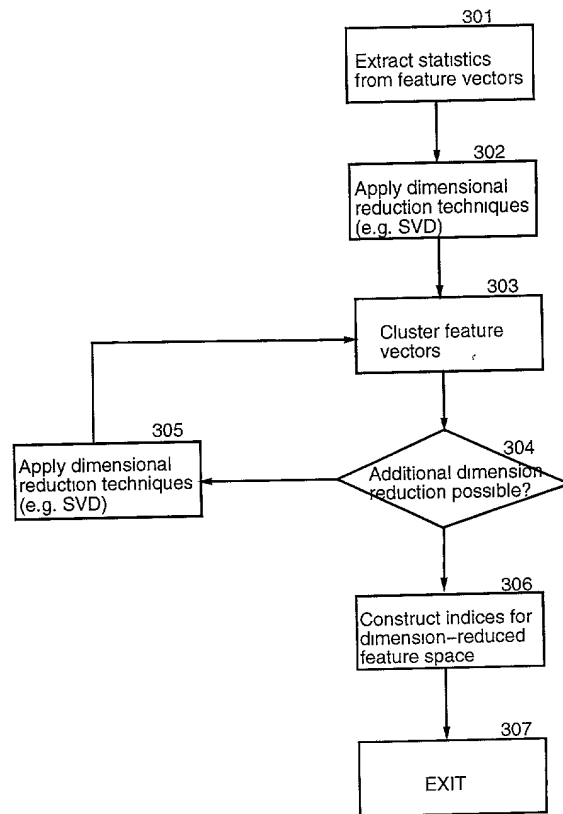 301
Extract statistics
from feature vectors
302
Apply dimensional
reduction techniques
(e.g. SVD)
303
Cluster feature
vectors
304
Additional dimension
reduction possible?
305
Apply dimensional
reduction techniques
(e.g. SVD)
306
Construct indices for
dimension-reduced
feature space
307
EXIT